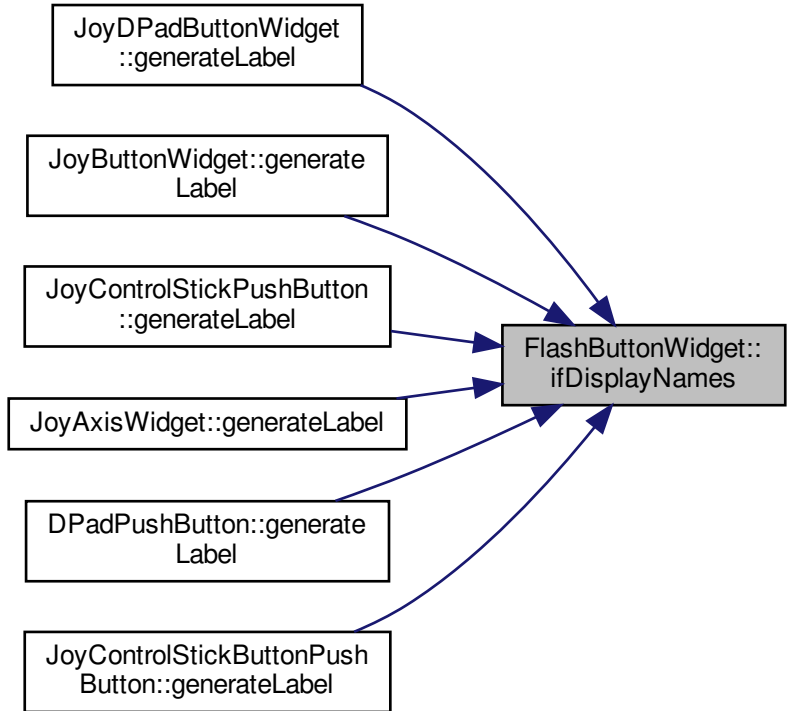 JoyDPadButtonWidget
::generateLabel
JoyButtonWidget::generate
Label
JoyControlStickPushButton
::generateLabel
FlashButtonWidget::
ifDisplayNames
JoyAxisWidget::generateLabel
DPadPushButton::generate
Label
JoyControlStickButtonPush
Button::generateLabel